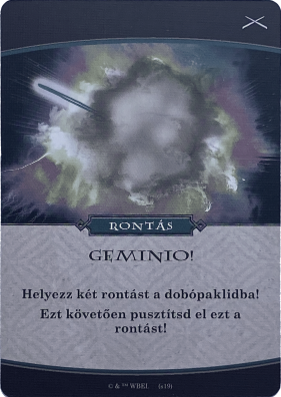 RONTÁS
GEMINIO!
Helyezz két rontást a dobópaklidba!
Ezt követően pusztítsd el ezt a
rontást!
© & ™ WBEI. (s19)